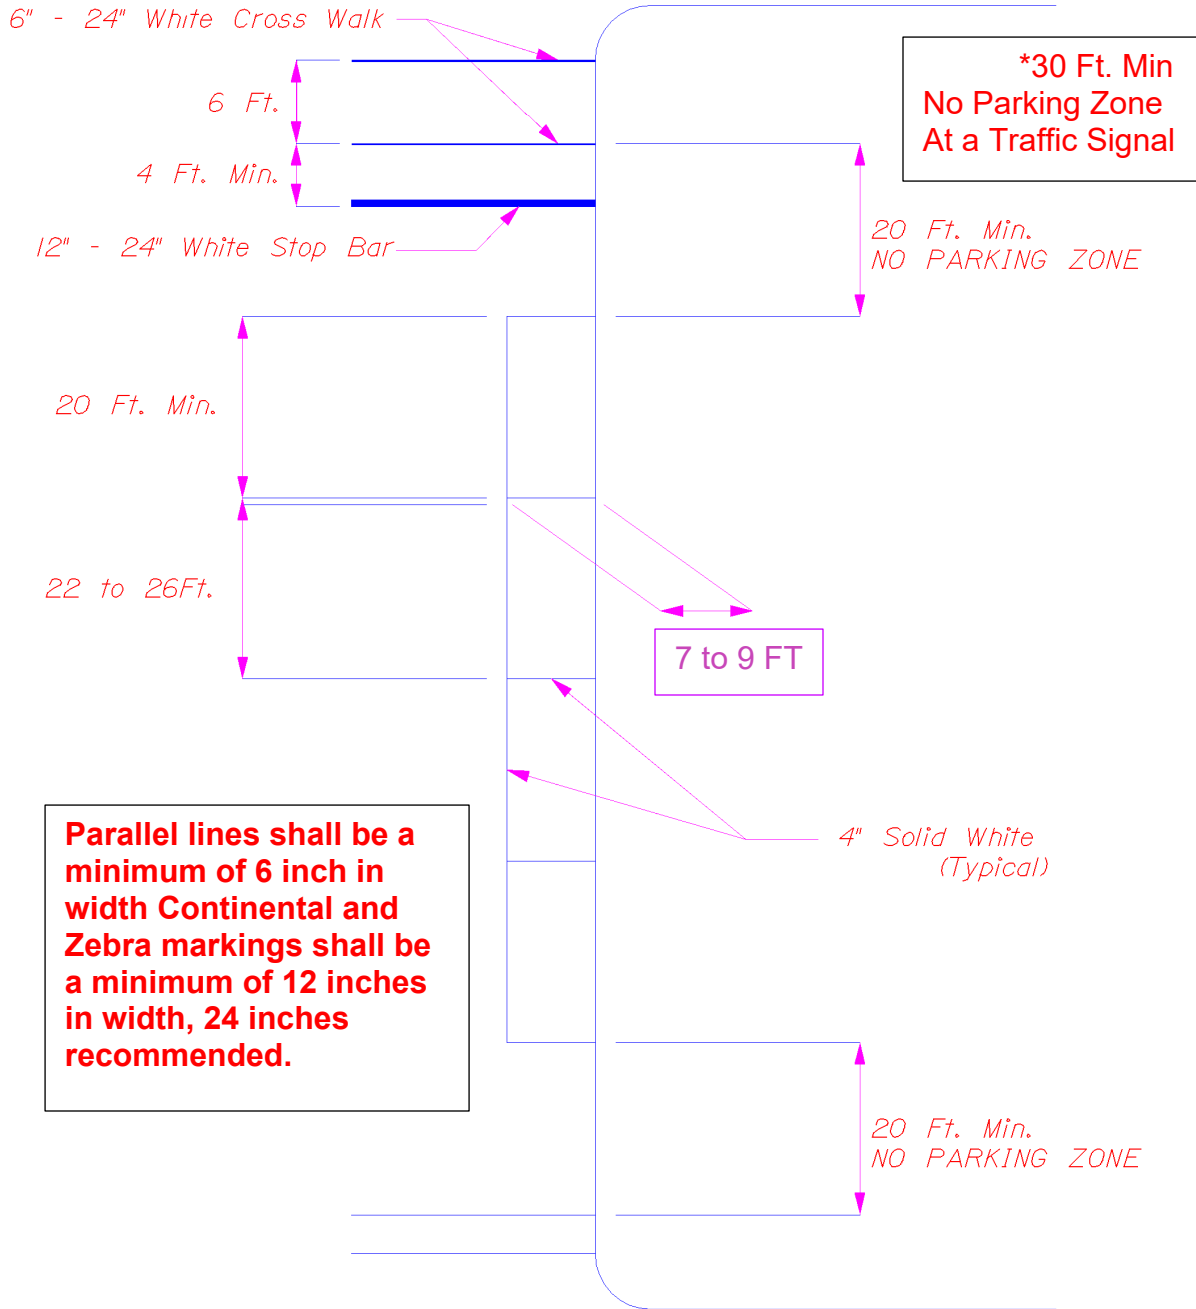 6" - 24" White Cross Walk
*30 Ft. Min
No Parking Zone
At a Traffic Signal
6 Ft.
4 Ft. Min.
12" - 24" White Stop Bar
20 Ft. Min.
NO PARKING ZONE
20 Ft. Min.
22 to 26Ft.
7 to 9 FT
4" Solid White
(Typical)
Parallel lines shall be a
minimum of 6 inch in
width Continental and
Zebra markings shall be
a minimum of 12 inches
in width, 24 inches
recommended.
20 Ft. Min.
NO PARKING ZONE